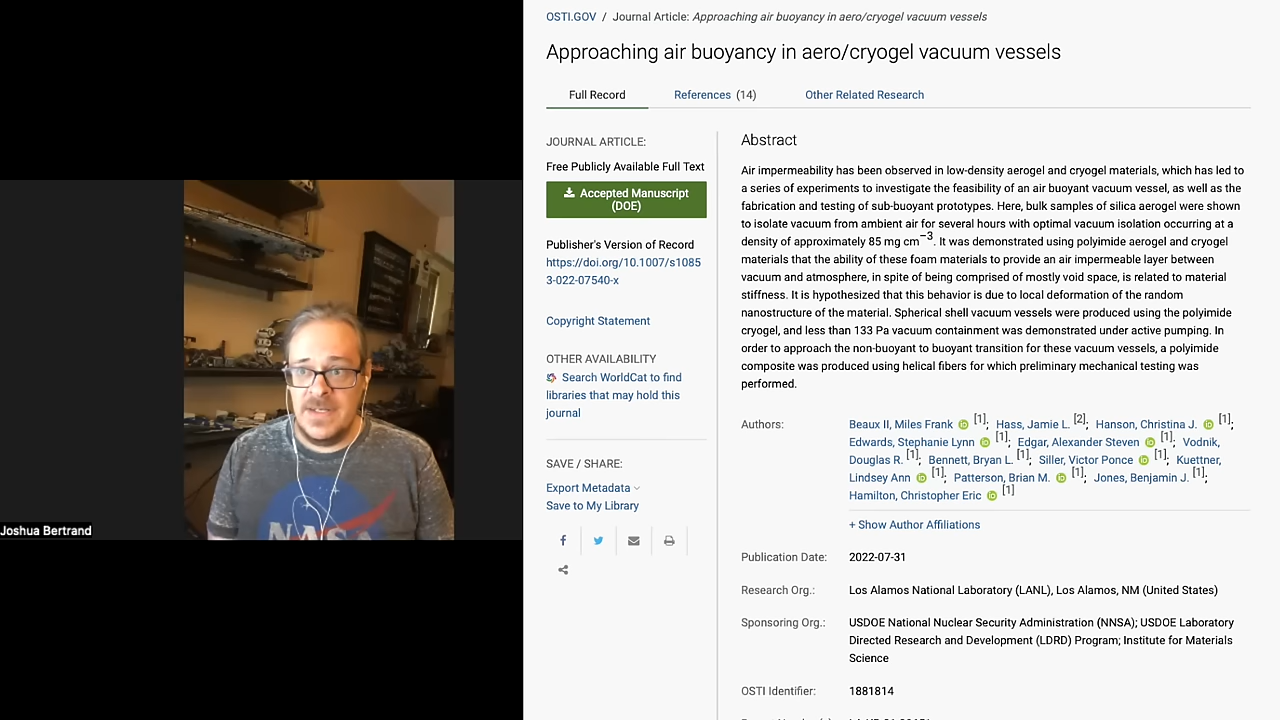 Joshua Bertrand
NASA
OSTI.GOV / Journal Article: Approaching air buoyancy in aero/cryogel vacuum vessels
Approaching air buoyancy in aero/cryogel vacuum vessels
Full Record References (14) Other Related Research
JOURNAL ARTICLE:
Free Publicly Available Full Text
Accepted Manuscript
(DOE)
Publisher's Version of Record
https://doi.org/10.1007/s1085
3-022-07540-x
Copyright Statement
OTHER AVAILABILITY
Search WorldCat to find
libraries that may hold this
journal
SAVE / SHARE:
Export Metadata
Save to My Library
Abstract
Air impermeability has been observed in low-density aerogel and cryogel materials, which has led to
a series of experiments to investigate the feasibility of an air buoyant vacuum vessel, as well as the
fabrication and testing of sub-buoyant prototypes. Here, bulk samples of silica aerogel were shown
to isolate vacuum from ambient air for several hours with optimal vacuum isolation occurring at a
density of approximately 85 mg cm−3. It was demonstrated using polyimide aerogel and cryogel
materials that the ability of these foam materials to provide an air impermeable layer between
vacuum and atmosphere, in spite of being comprised of mostly void space, is related to material
stiffness. It is hypothesized that this behavior is due to local deformation of the random
nanostructure of the material. Spherical shell vacuum vessels were produced using the polyimide
cryogel, and less than 133 Pa vacuum containment was demonstrated under active pumping. In
order to approach the non-buoyant to buoyant transition for these vacuum vessels, a polyimide
composite was produced using helical fibers for which preliminary mechanical testing was
performed.
Authors: Beaux II, Miles Frank [1]; Hass, Jamie L. [2]; Hanson, Christina J. [1];
Edwards, Stephanie Lynn [1]; Edgar, Alexander Steven [1]; Vodnik,
Douglas R. [1]; Bennett, Bryan L. [1]; Siller, Victor Ponce [1]; Kuettner,
Lindsey Ann [1]; Patterson, Brian M. [1]; Jones, Benjamin J. [1];
Hamilton, Christopher Eric [1]
+ Show Author Affiliations
Publication Date: 2022-07-31
Research Org.: Los Alamos National Laboratory (LANL), Los Alamos, NM (United States)
Sponsoring Org.: USDOE National Nuclear Security Administration (NNSA); USDOE Laboratory
Directed Research and Development (LDRD) Program; Institute for Materials
Science
OSTI Identifier: 1881814